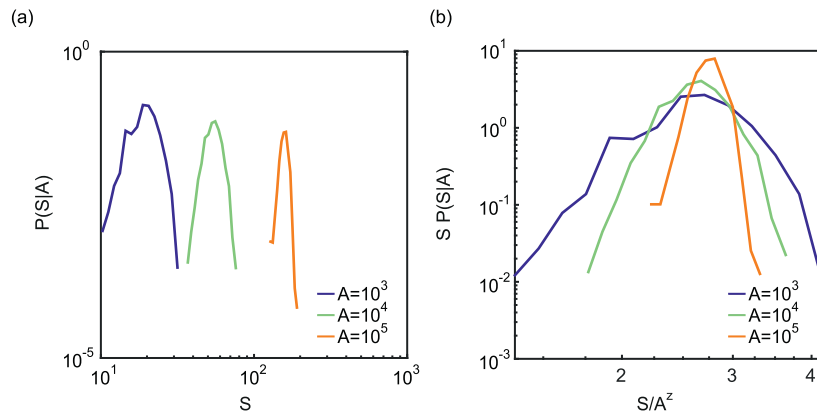 (a)
10^0
P(S|A)
A=10^3
A=10^4
A=10^5
10^-5
10^1
10^2
10^3
S
(b)
10^1
10^0
S P(S|A)
10^-1
10^-2
A=10^3
A=10^4
A=10^5
10^-3
2
3
4
S/A^z